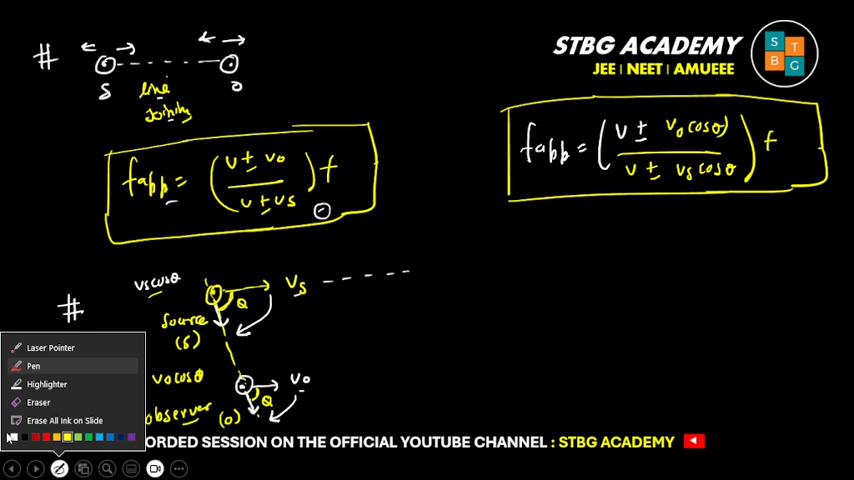 STBG ACADEMY
JEE | NEET | AMUEEE
S T
B G
#
S
O
line
Joining
fapp = (v ± vo / v ± vs) f
fapp = (v ± vo cosθ / v ± vs cosθ) f
#
vs cosθ
vs
θ
source
(S)
vo cosθ
vo
θ
observer (O)
Laser Pointer
Pen
Highlighter
Eraser
Erase All Ink on Slide
ORDED SESSION ON THE OFFICIAL YOUTUBE CHANNEL : STBG ACADEMY